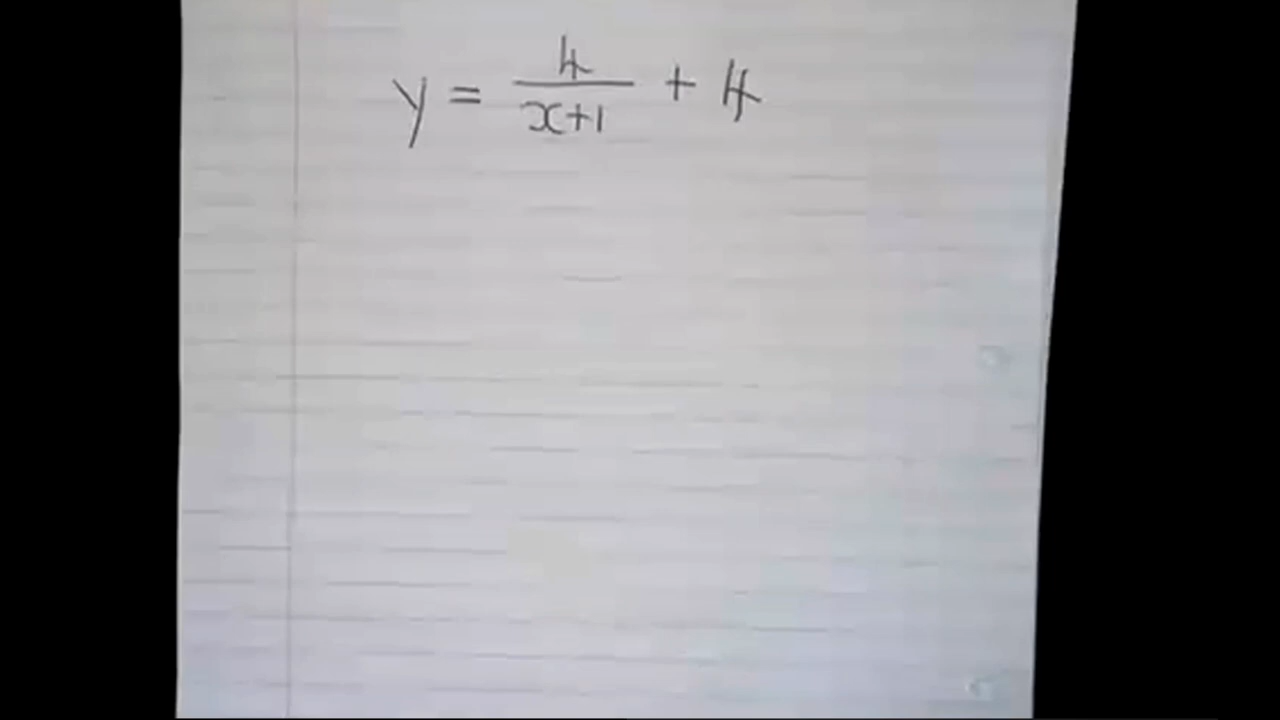 y = 4/(x+1) + 4